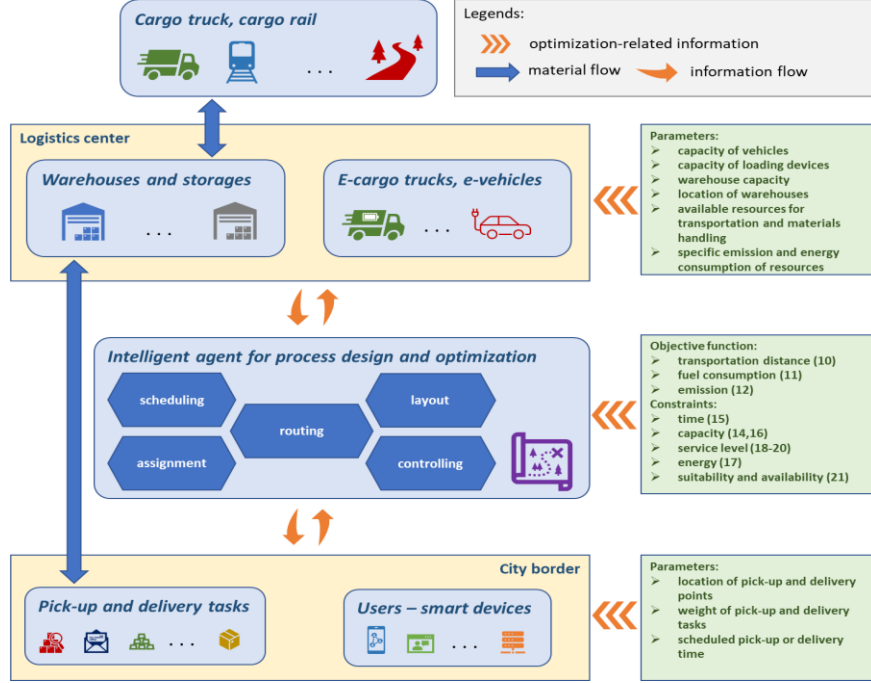 Cargo truck, cargo rail
. . .
Legends:
optimization-related information
material flow
information flow
Logistics center
Warehouses and storages
. . .
E-cargo trucks, e-vehicles
. . .
Parameters:
capacity of vehicles
capacity of loading devices
warehouse capacity
location of warehouses
available resources for
transportation and materials
handling
specific emission and energy
consumption of resources
Intelligent agent for process design and optimization
scheduling
layout
routing
assignment
controlling
Objective function:
transportation distance (10)
fuel consumption (11)
emission (12)
Constraints:
time (15)
capacity (14,16)
service level (18-20)
energy (17)
suitability and availability (21)
City border
Pick-up and delivery tasks
. . .
Users – smart devices
. . .
Parameters:
location of pick-up and delivery
points
weight of pick-up and delivery
tasks
scheduled pick-up or delivery
time